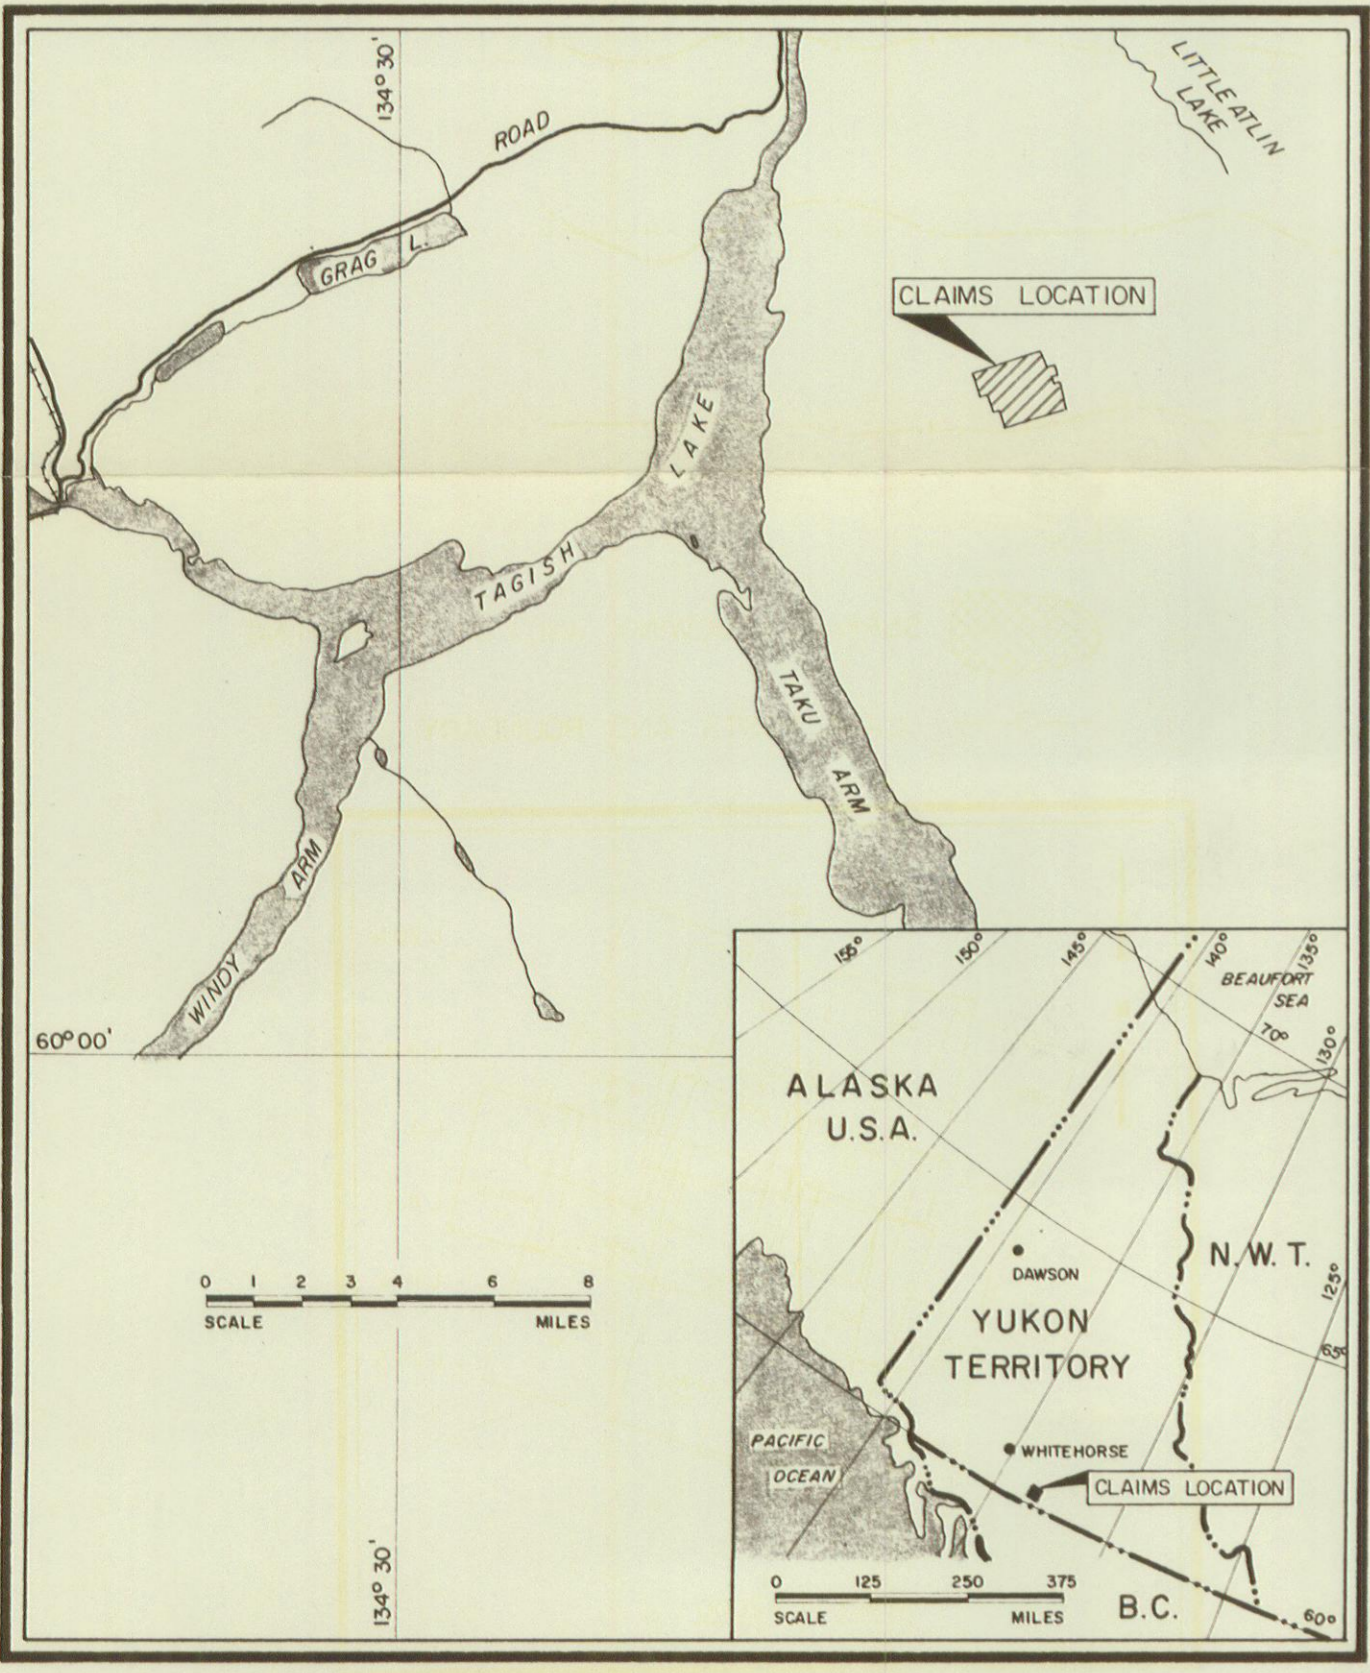 134° 30'
ROAD
LITTLE ATLIN
LAKE
GRAG L.
CLAIMS LOCATION
LAKE
TAGISH
TAKU
ARM
ARM
WINDY
60° 00'
0 1 2 3 4 6 8
SCALE MILES
134° 30'
155°
150°
145°
140°
135°
BEAUFORT
SEA
70°
130°
ALASKA
U.S.A.
N.W.T.
DAWSON
125°
YUKON
TERRITORY
65°
PACIFIC
OCEAN
WHITEHORSE
CLAIMS LOCATION
0 125 250 375
SCALE MILES
B.C.
60°